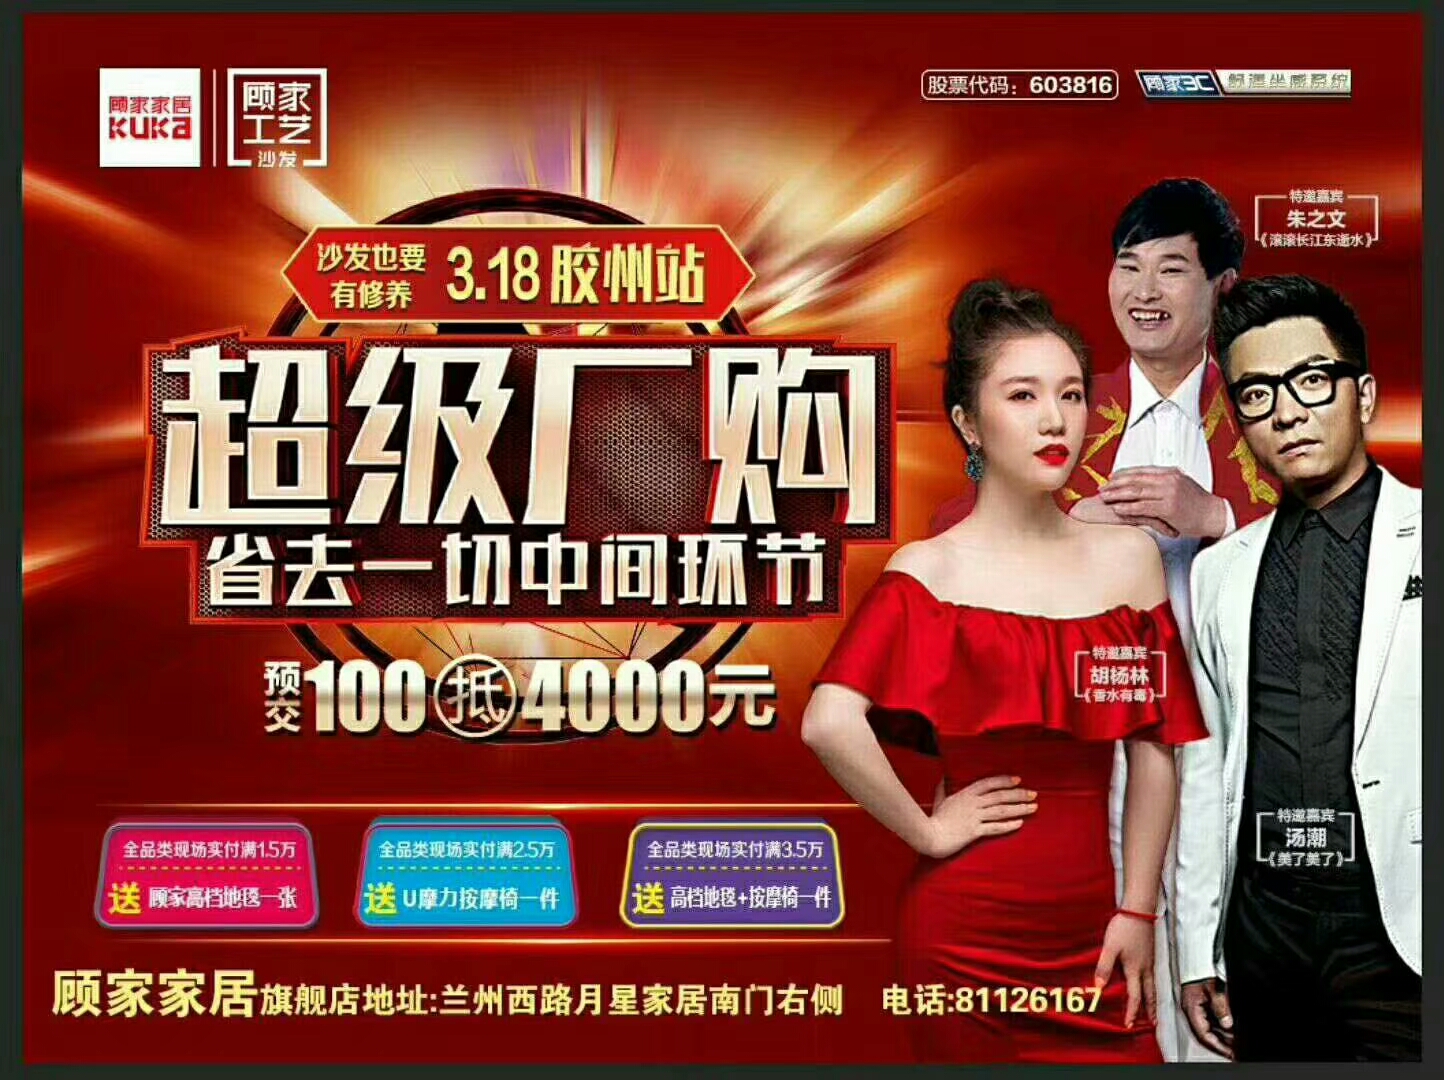 顾家家居
KUKa
顾家
工艺
沙发
股票代码：603816
顾家3C
舒适坐感系统
沙发也要
有修养
3.18 胶州站
超级厂购
省去一切中间环节
预交100抵4000元
特邀嘉宾
朱之文
《滚滚长江东逝水》
特邀嘉宾
胡杨林
《香水有毒》
特邀嘉宾
汤潮
《美了美了》
全品类现场实付满1.5万
送 顾家高档地毯一张
全品类现场实付满2.5万
送 U摩力按摩椅一件
全品类现场实付满3.5万
送 高档地毯+按摩椅一件
顾家家居旗舰店地址:兰州西路月星家居南门右侧 电话:81126167